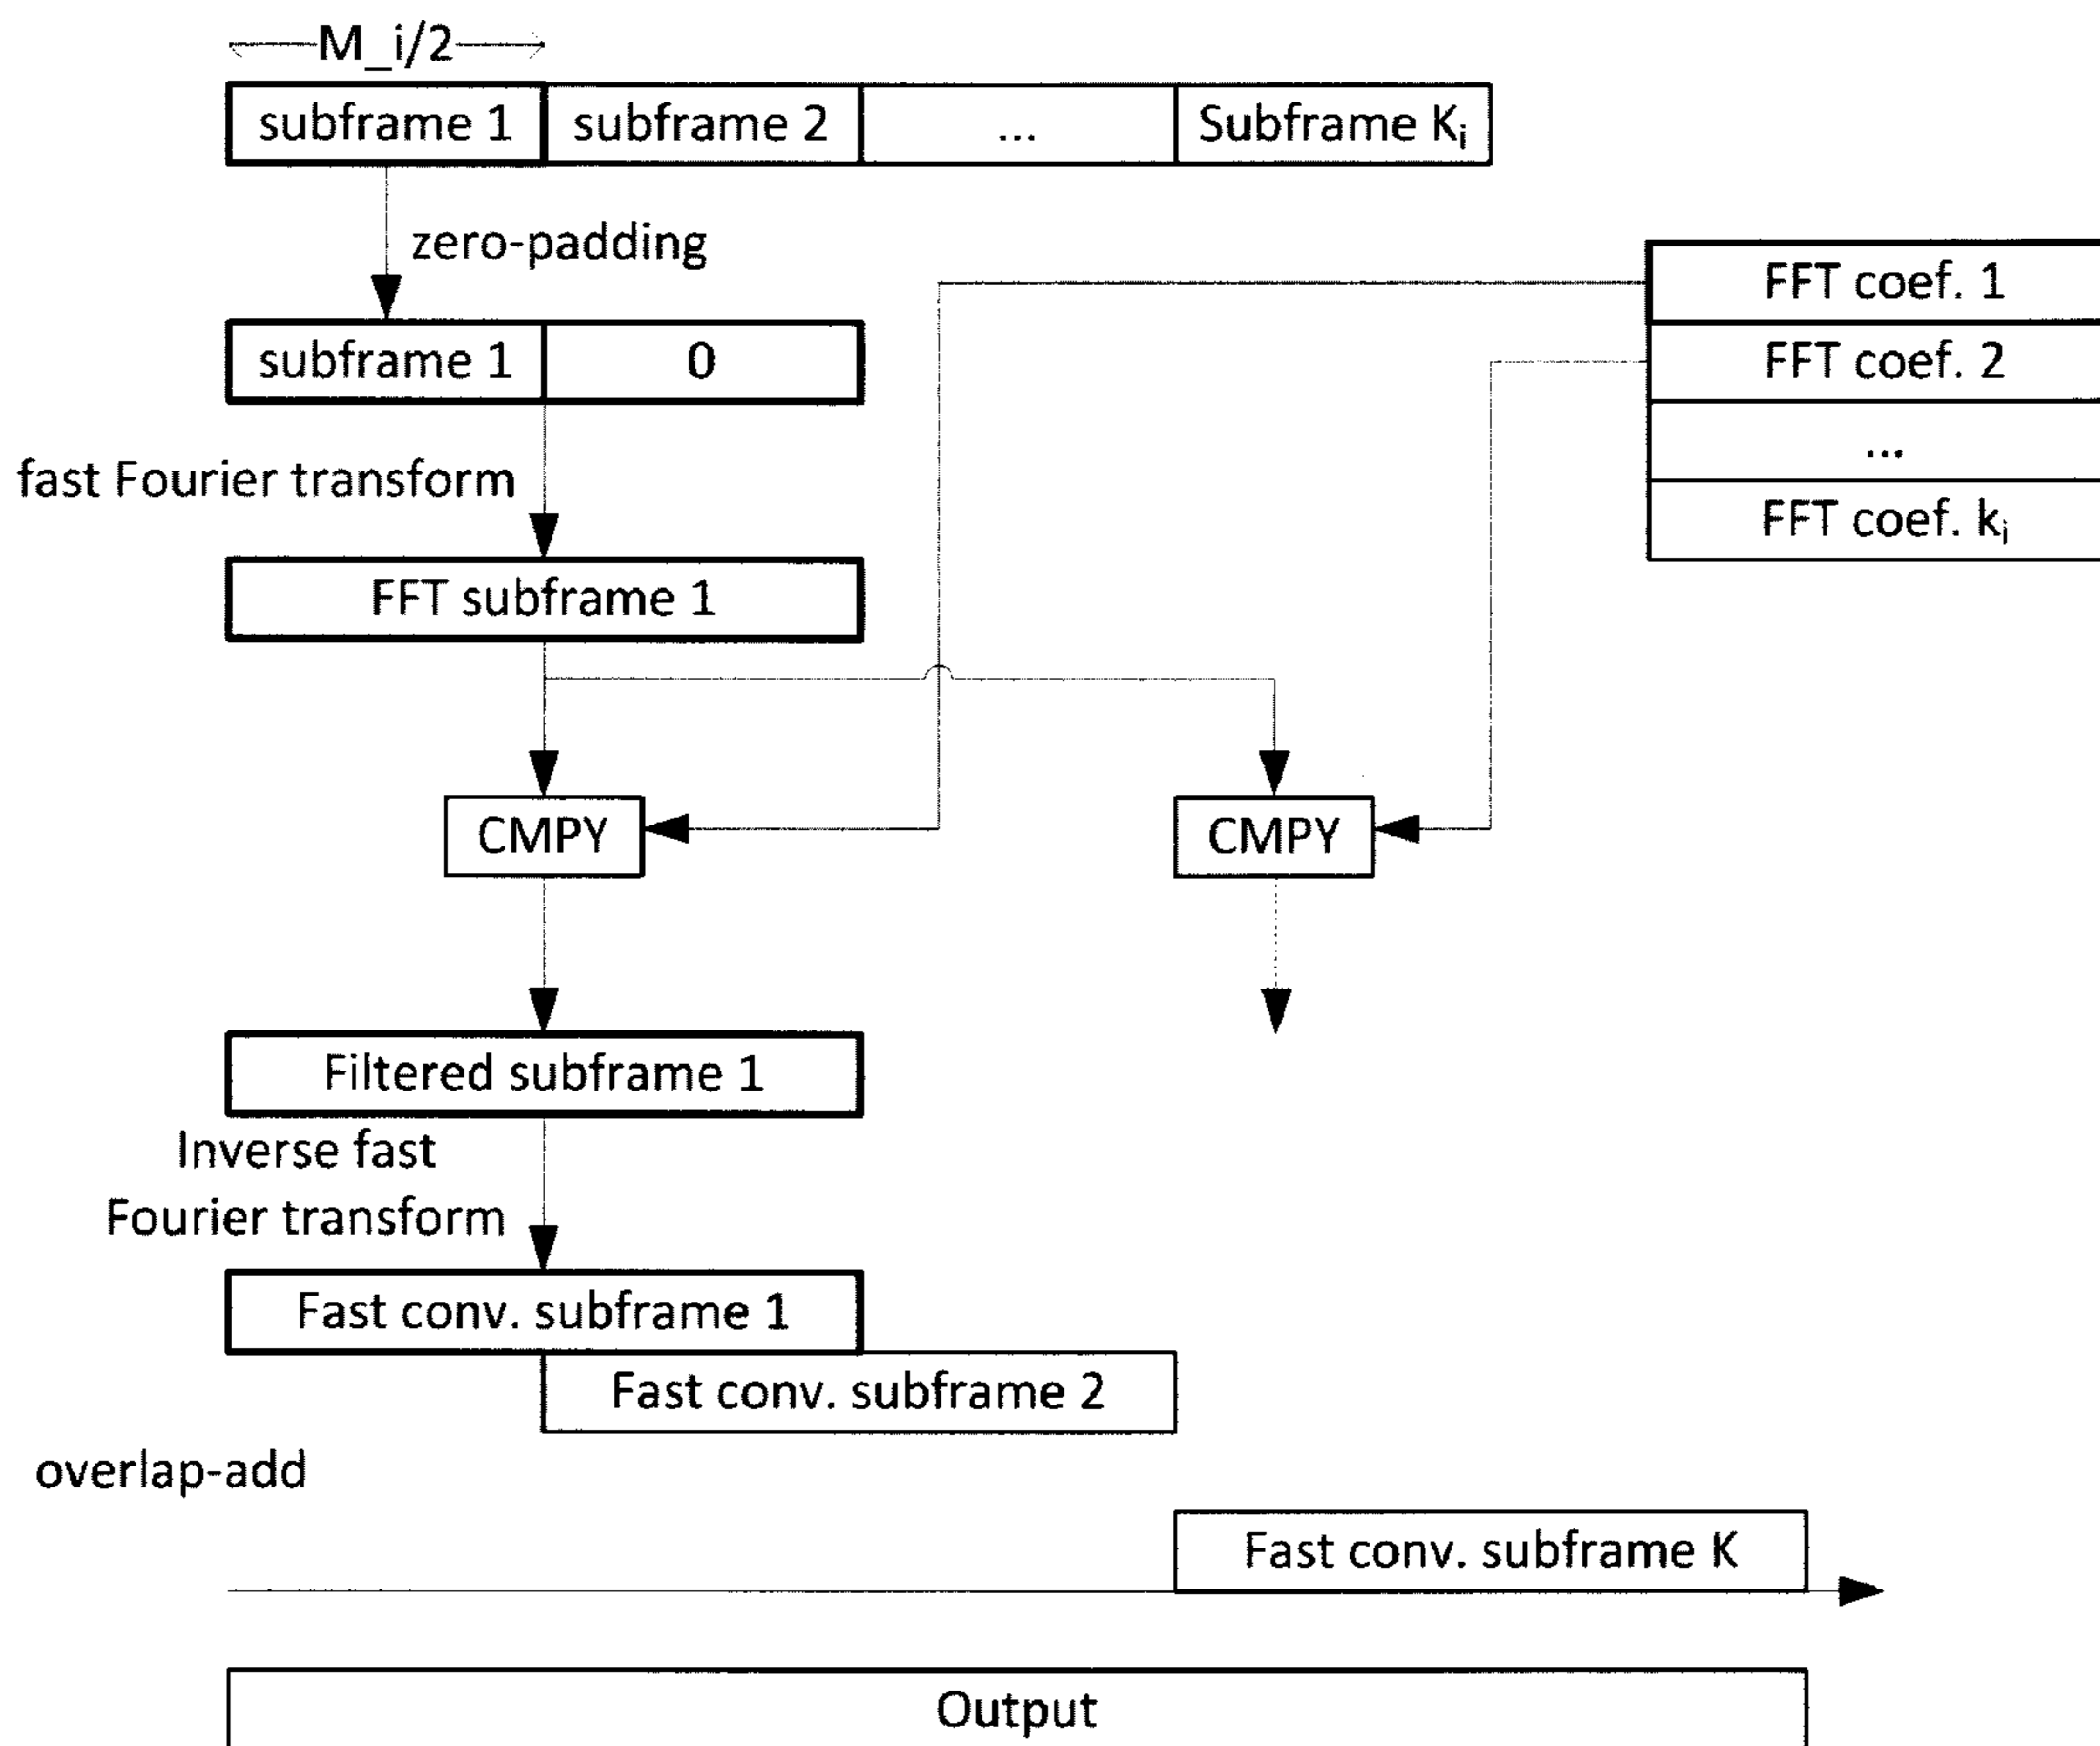 M_i/2
subframe 1 subframe 2 ... Subframe Kᵢ
zero-padding
FFT coef. 1
subframe 1 0
FFT coef. 2
...
fast Fourier transform
FFT coef. kᵢ
FFT subframe 1
CMPY CMPY
Filtered subframe 1
Inverse fast
Fourier transform
Fast conv. subframe 1
Fast conv. subframe 2
overlap-add
Fast conv. subframe K
Output